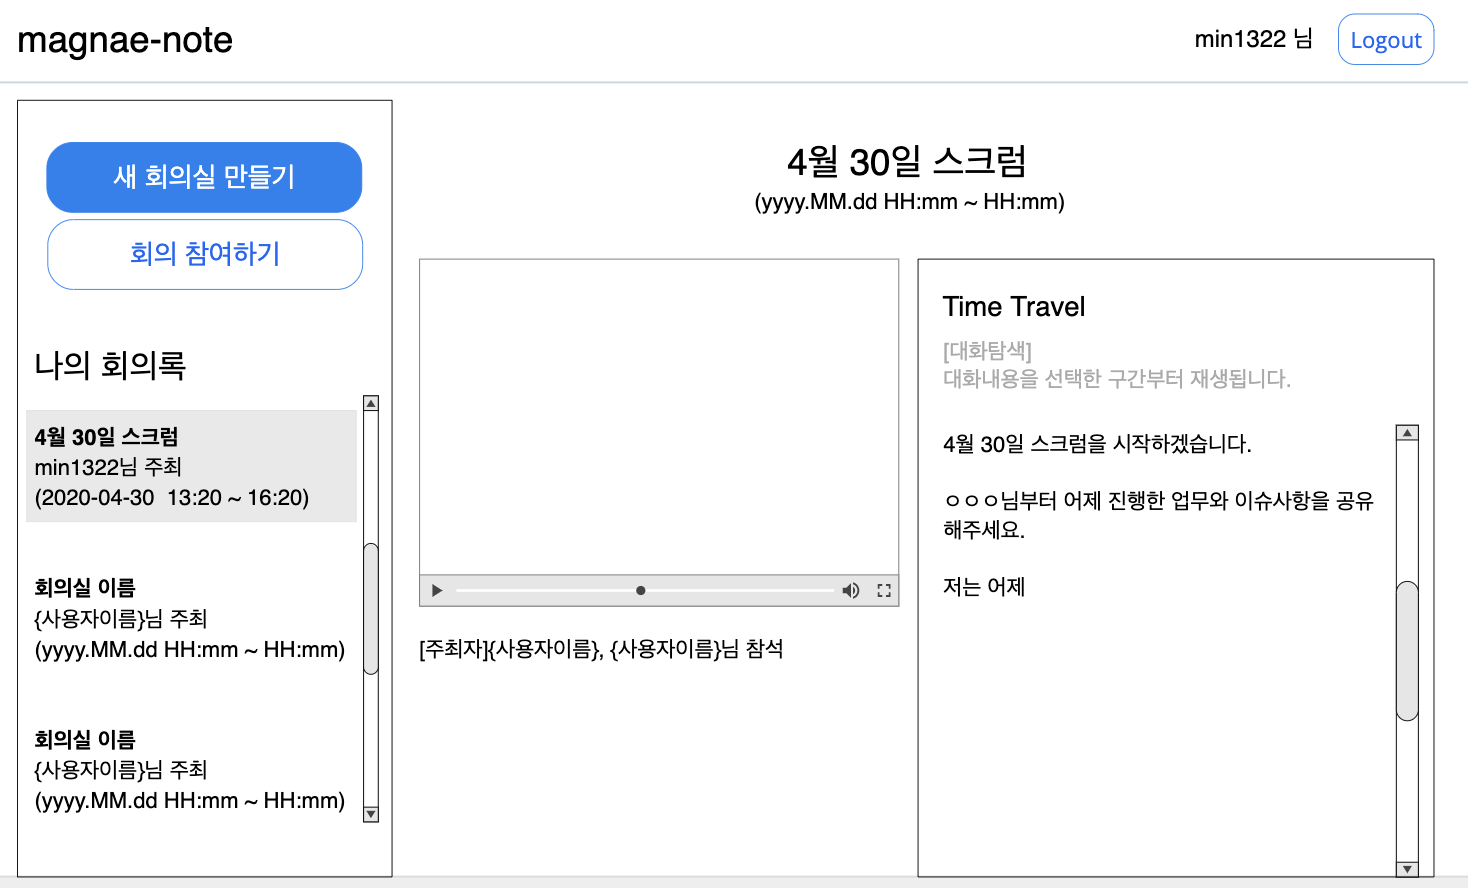 magnae-note
min1322 님
Logout
새 회의실 만들기
회의 참여하기
나의 회의록
4월 30일 스크럼
min1322님 주최
(2020-04-30  13:20 ~ 16:20)
회의실 이름
{사용자이름}님 주최
(yyyy.MM.dd HH:mm ~ HH:mm)
회의실 이름
{사용자이름}님 주최
(yyyy.MM.dd HH:mm ~ HH:mm)
4월 30일 스크럼
(yyyy.MM.dd HH:mm ~ HH:mm)
[주최자]{사용자이름}, {사용자이름}님 참석
Time Travel
[대화탐색]
대화내용을 선택한 구간부터 재생됩니다.
4월 30일 스크럼을 시작하겠습니다.
ㅇㅇㅇ님부터 어제 진행한 업무와 이슈사항을 공유
해주세요.
저는 어제